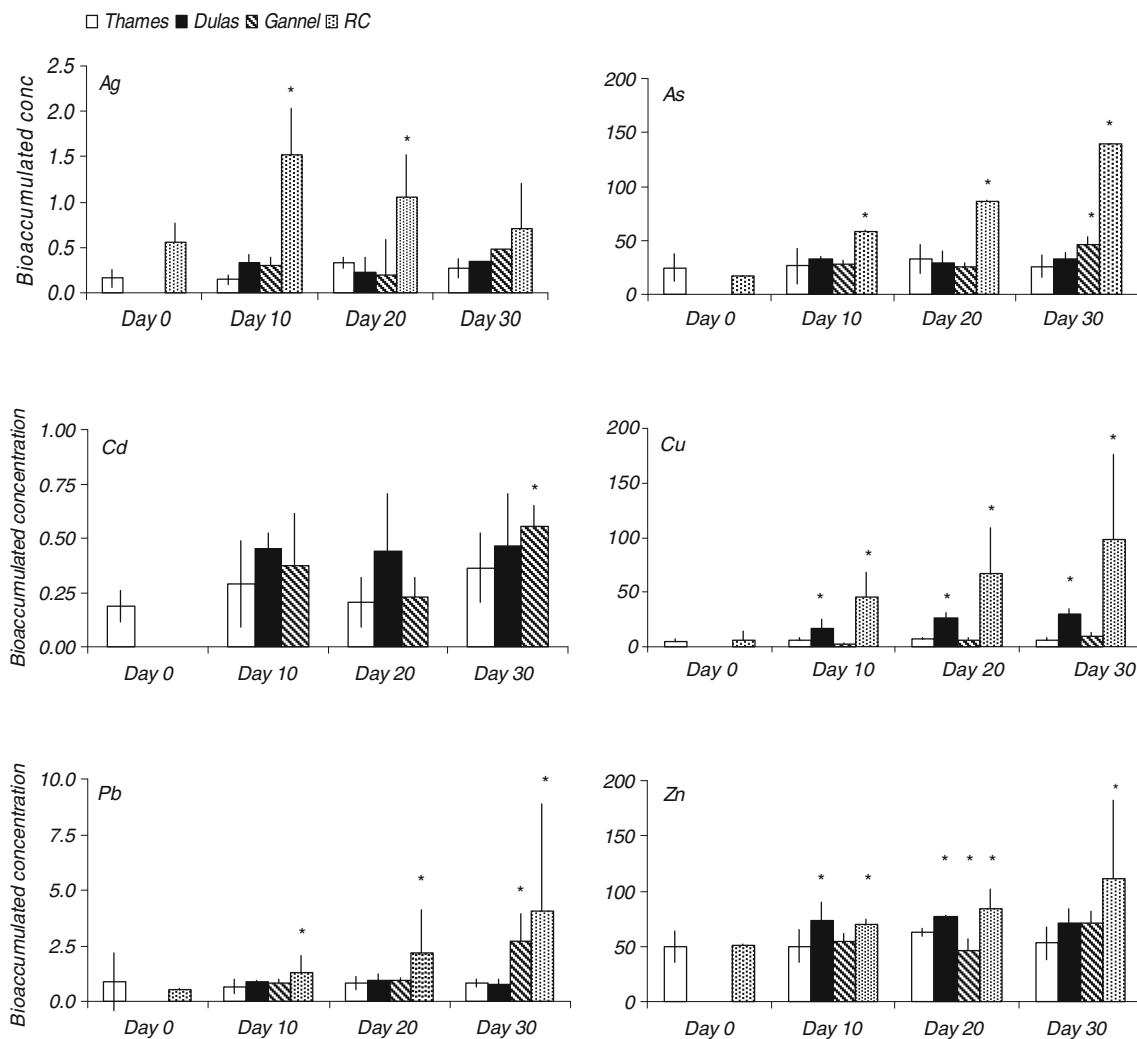 Thames Dulas Gannel RC
Bioaccumulated conc
Ag
2.5
2.0
1.5
1.0
0.5
0.0
* *
Day 0 Day 10 Day 20 Day 30
As
200
150
100
50
0
* * * *
Day 0 Day 10 Day 20 Day 30
Bioaccumulated concentration
Cd
1.00
0.75
0.50
0.25
0.00
*
Day 0 Day 10 Day 20 Day 30
Cu
200
150
100
50
0
* * * * * *
Day 0 Day 10 Day 20 Day 30
Bioaccumulated concentration
Pb
10.0
7.5
5.0
2.5
0.0
* * * *
Day 0 Day 10 Day 20 Day 30
Zn
200
150
100
50
0
* * * * * *
Day 0 Day 10 Day 20 Day 30